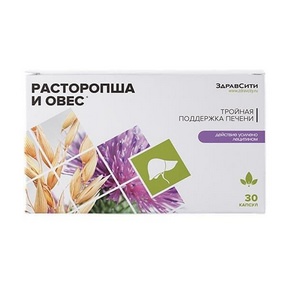 ЗДРАВСИТИ
РАСТОРОПША
И ОВЕС
ТРОЙНАЯ
ПОДДЕРЖКА ПЕЧЕНИ
действие усилено
лецитином
30
КАПСУЛ